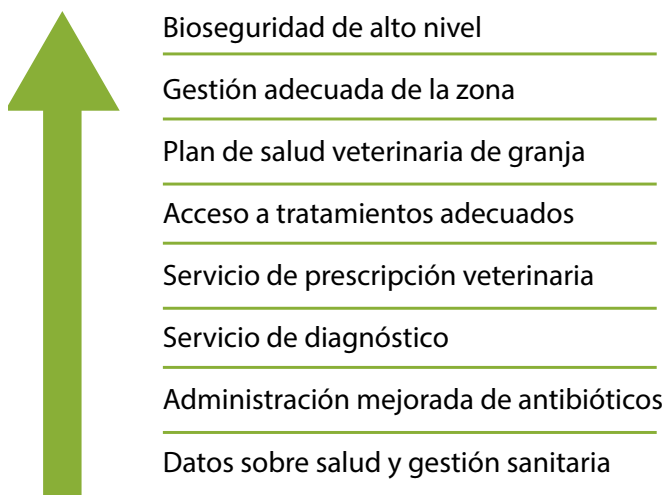 Bioseguridad de alto nivel
Gestión adecuada de la zona
Plan de salud veterinaria de granja
Acceso a tratamientos adecuados
Servicio de prescripción veterinaria
Servicio de diagnóstico
Administración mejorada de antibióticos
Datos sobre salud y gestión sanitaria